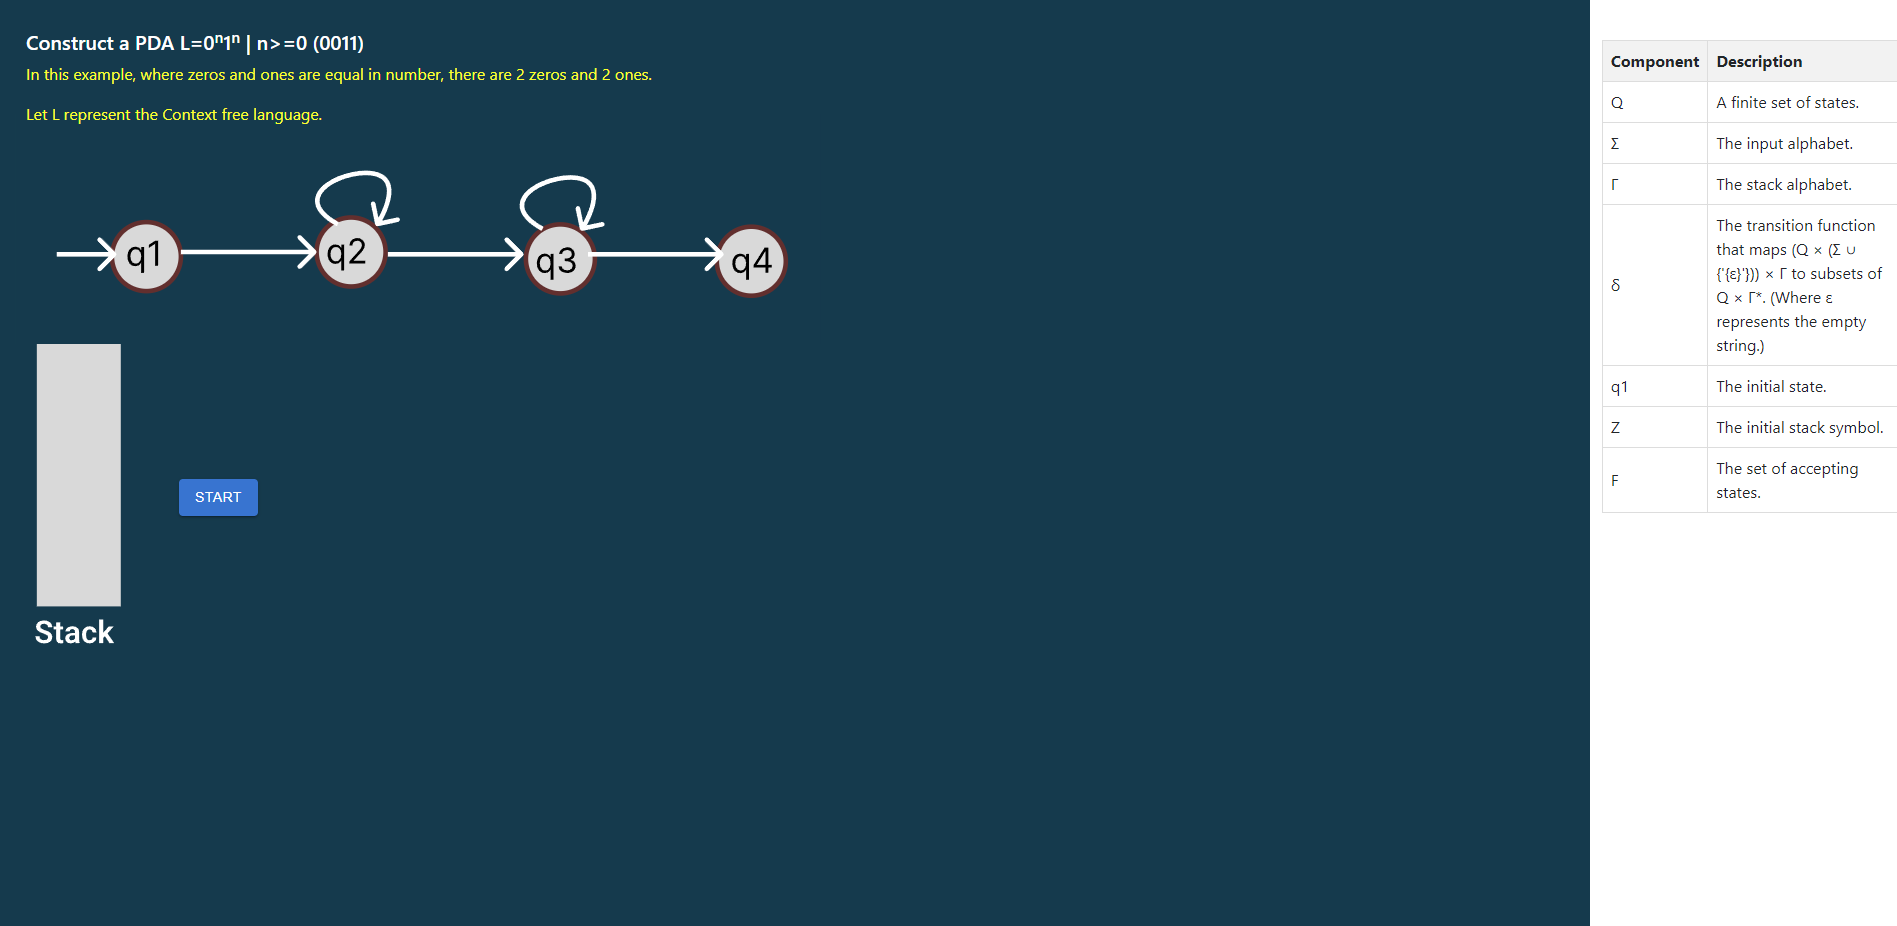 Construct a PDA L=0ⁿ1ⁿ | n>=0 (0011)
In this example, where zeros and ones are equal in number, there are 2 zeros and 2 ones.
Let L represent the Context free language.
q1
q2
q3
q4
START
Stack
Component Description
Q A finite set of states.
Σ The input alphabet.
Γ The stack alphabet.
δ The transition function
that maps (Q × (Σ ∪
{'{ε}'})) × Γ to subsets of
Q × Γ*. (Where ε
represents the empty
string.)
q1 The initial state.
Z The initial stack symbol.
F The set of accepting
states.